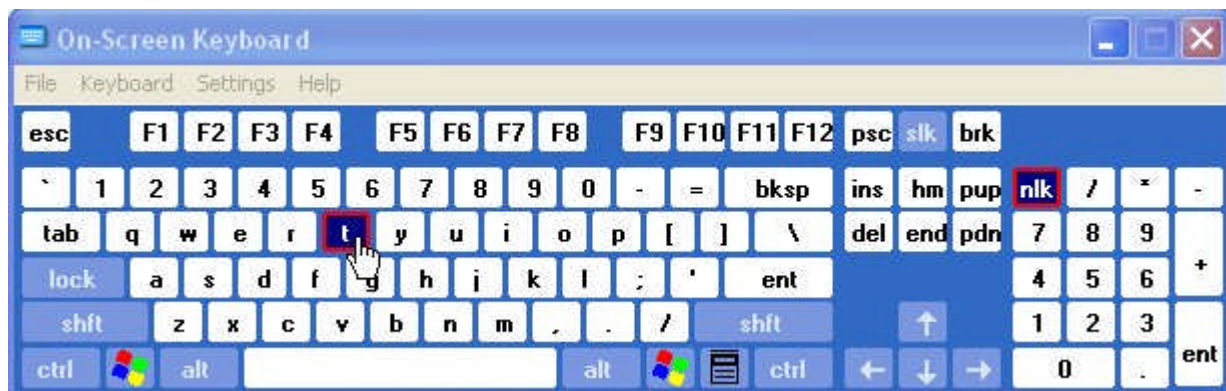 On-Screen Keyboard
File Keyboard Settings Help
esc F1 F2 F3 F4 F5 F6 F7 F8 F9 F10 F11 F12 psc slk brk
` 1 2 3 4 5 6 7 8 9 0 - = bksp ins hm pup nlk / * -
tab q w e r t y u i o p [ ] \ del end pdn 7 8 9 +
lock a s d f g h j k l ; ' ent 4 5 6
shft z x c v b n m , . / shft ↑ 1 2 3 ent
ctrl alt alt ctrl ← ↓ → 0 .